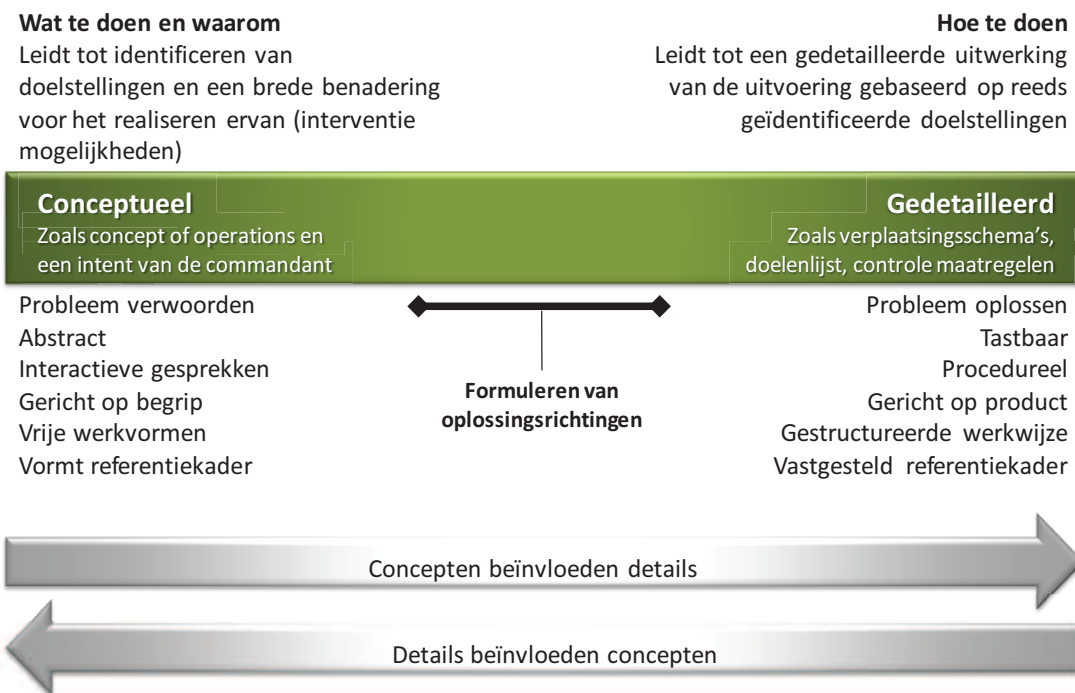 Wat te doen en waarom
Leidt tot identificeren van
doelstellingen en een brede benadering
voor het realiseren ervan (interventie
mogelijkheden)
Hoe te doen
Leidt tot een gedetailleerde uitwerking
van de uitvoering gebaseerd op reeds
geïdentificeerde doelstellingen
Conceptueel
Zoals concept of operations en
een intent van de commandant
Gedetailleerd
Zoals verplaatsingsschema's,
doelenlijst, controle maatregelen
Probleem verwoorden
Abstract
Interactieve gesprekken
Gericht op begrip
Vrije werkvormen
Vormt referentiekader
Formuleren van
oplossingsrichtingen
Probleem oplossen
Tastbaar
Procedureel
Gericht op product
Gestructureerde werkwijze
Vastgesteld referentiekader
Concepten beïnvloeden details
Details beïnvloeden concepten